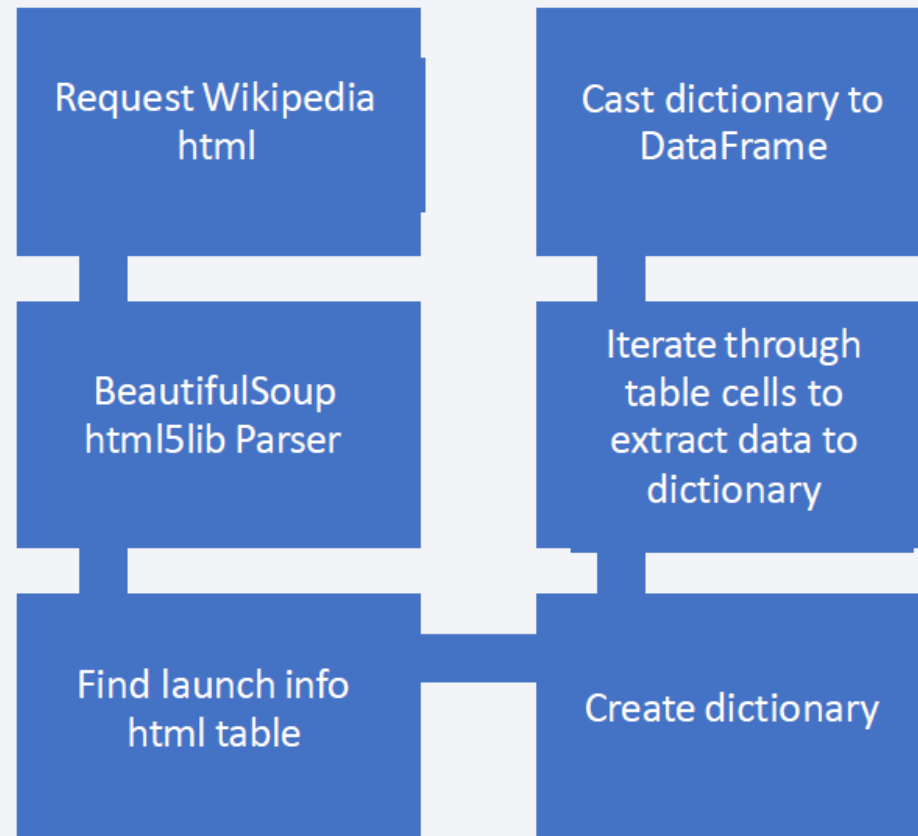 Request Wikipedia
html
BeautifulSoup
html5lib Parser
Find launch info
html table
Create dictionary
Iterate through
table cells to
extract data to
dictionary
Cast dictionary to
DataFrame